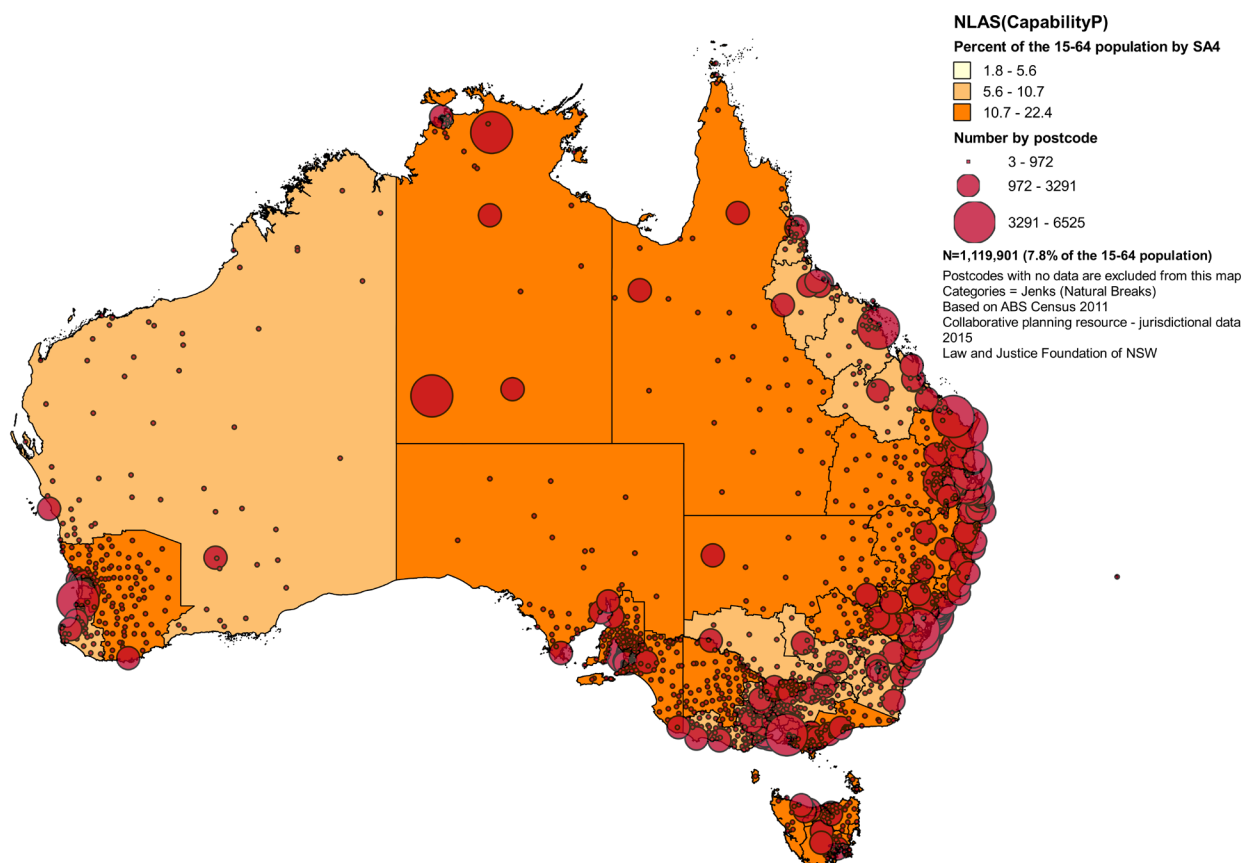 NLAS(CapabilityP)
Percent of the 15-64 population by SA4
1.8 - 5.6
5.6 - 10.7
10.7 - 22.4
Number by postcode
3 - 972
972 - 3291
3291 - 6525
N=1,119,901 (7.8% of the 15-64 population)
Postcodes with no data are excluded from this map
Categories = Jenks (Natural Breaks)
Based on ABS Census 2011
Collaborative planning resource - jurisdictional data
2015
Law and Justice Foundation of NSW